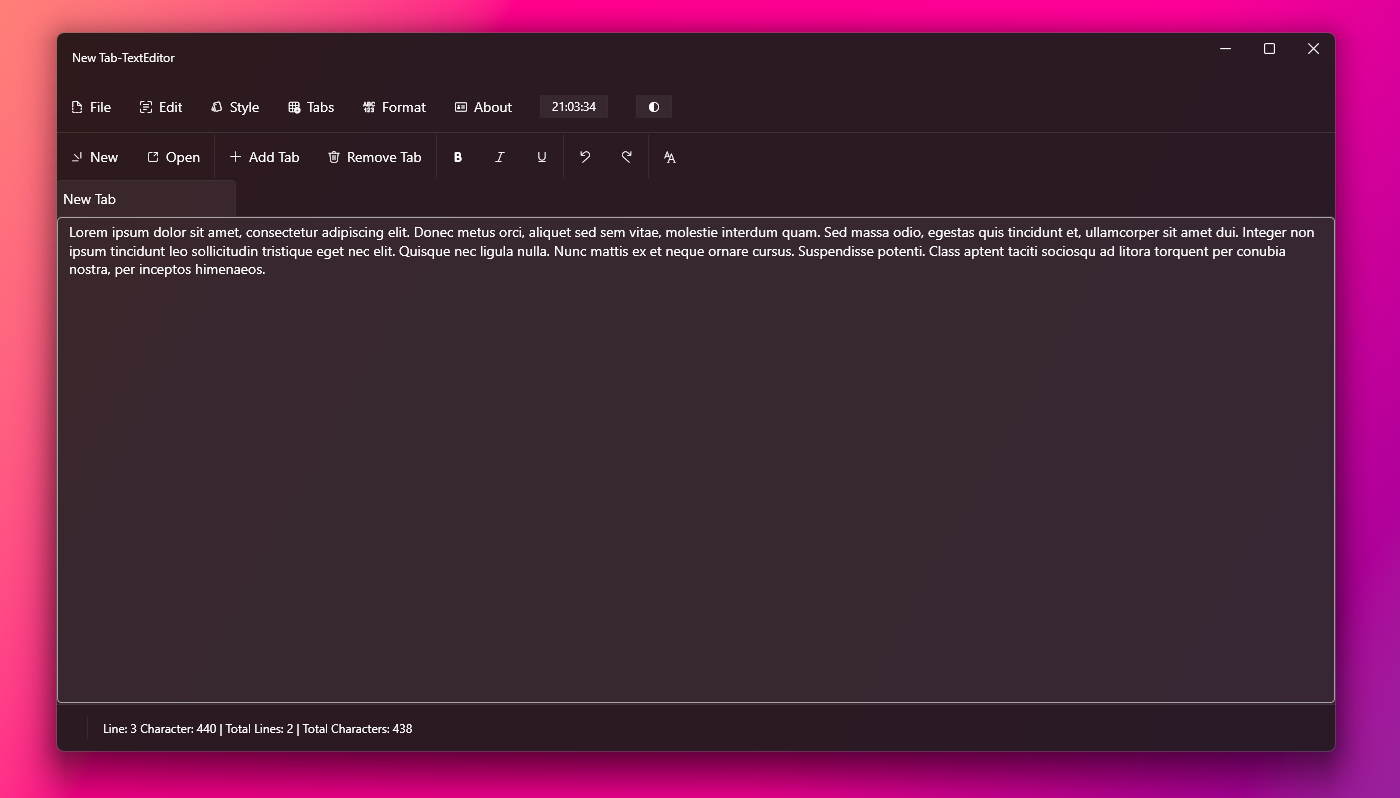 New Tab-TextEditor
File Edit Style Tabs Format About 21:03:34
New Open Add Tab Remove Tab B I U
New Tab
Lorem ipsum dolor sit amet, consectetur adipiscing elit. Donec metus orci, aliquet sed sem vitae, molestie interdum quam. Sed massa odio, egestas quis tincidunt et, ullamcorper sit amet dui. Integer non
ipsum tincidunt leo sollicitudin tristique eget nec elit. Quisque nec ligula nulla. Nunc mattis ex et neque ornare cursus. Suspendisse potenti. Class aptent taciti sociosqu ad litora torquent per conubia
nostra, per inceptos himenaeos.
Line: 3 Character: 440 | Total Lines: 2 | Total Characters: 438